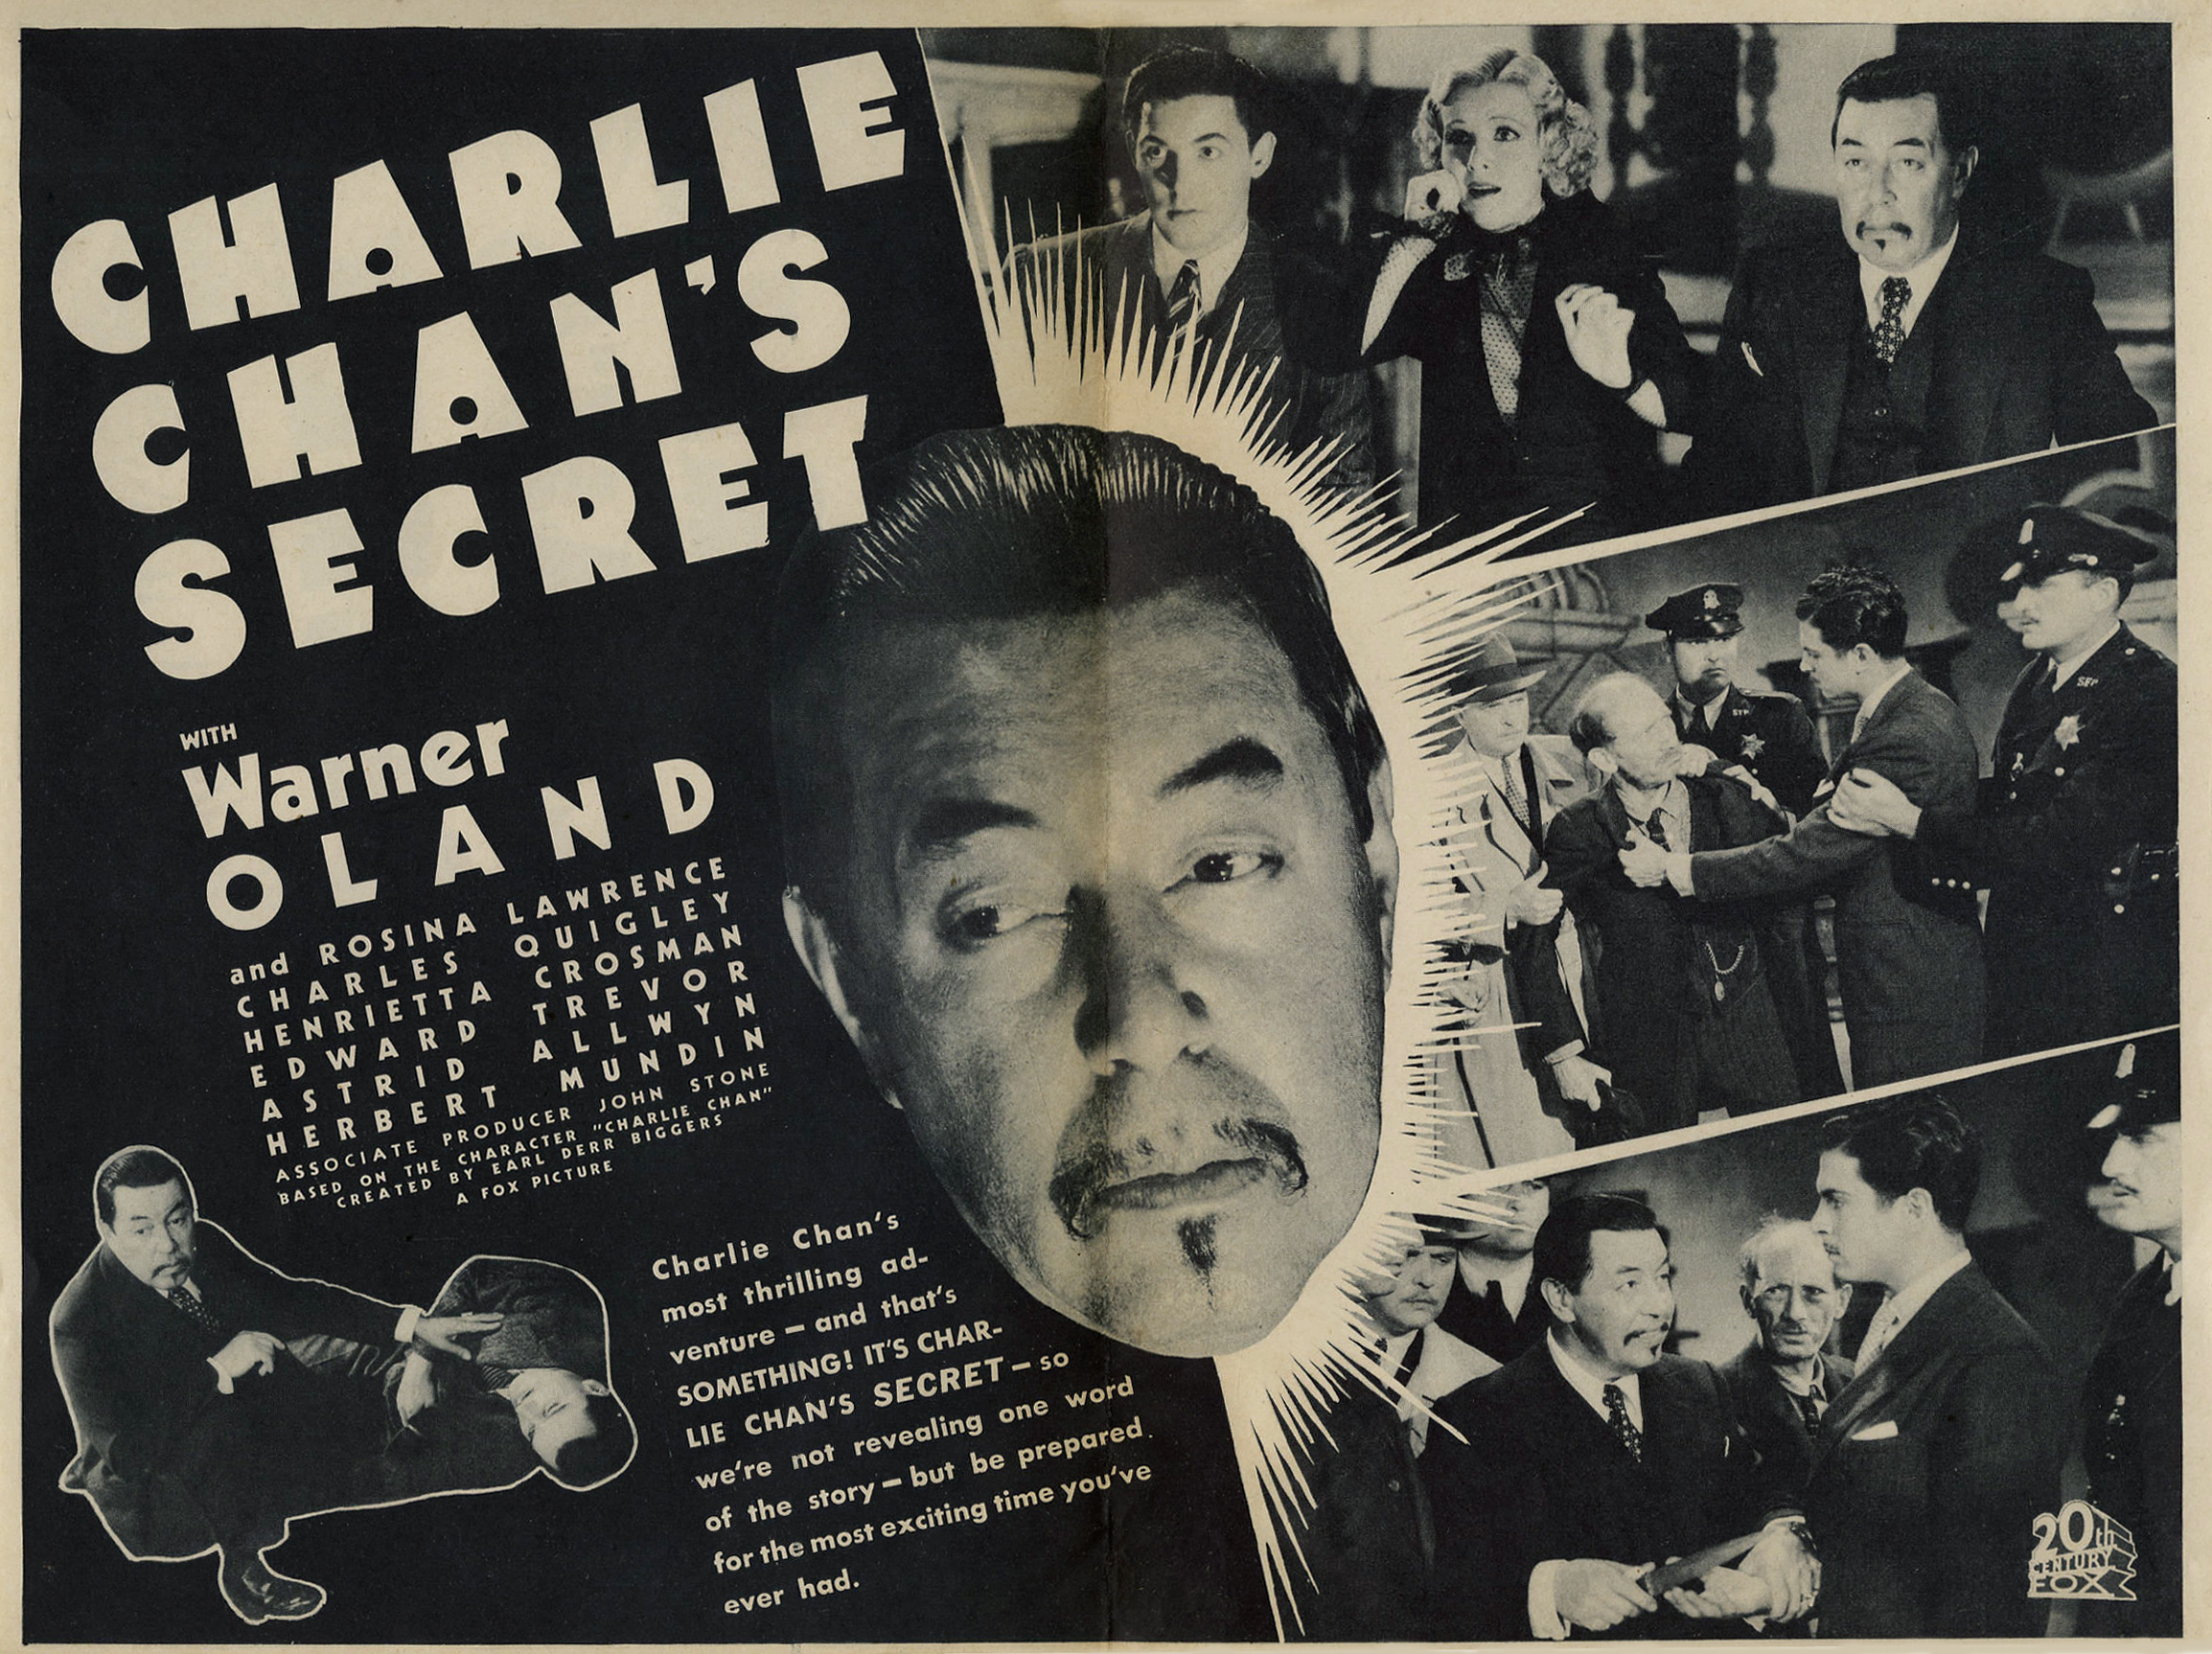 CHARLIE
CHAN'S
SECRET
WITH
Warner
OLAND
and ROSINA LAWRENCE
CHARLES QUIGLEY
HENRIETTA CROSMAN
EDWARD TREVOR
ASTRID ALLWYN
HERBERT MUNDIN
ASSOCIATE PRODUCER JOHN STONE
BASED ON THE CHARACTER "CHARLIE CHAN"
CREATED BY EARL DERR BIGGERS
A FOX PICTURE
Charlie Chan's
most thrilling ad-
venture — and that's
SOMETHING! IT'S CHAR-
LIE CHAN'S SECRET — so
we're not revealing one word
of the story — but be prepared
for the most exciting time you've
ever had.
20th
CENTURY
FOX